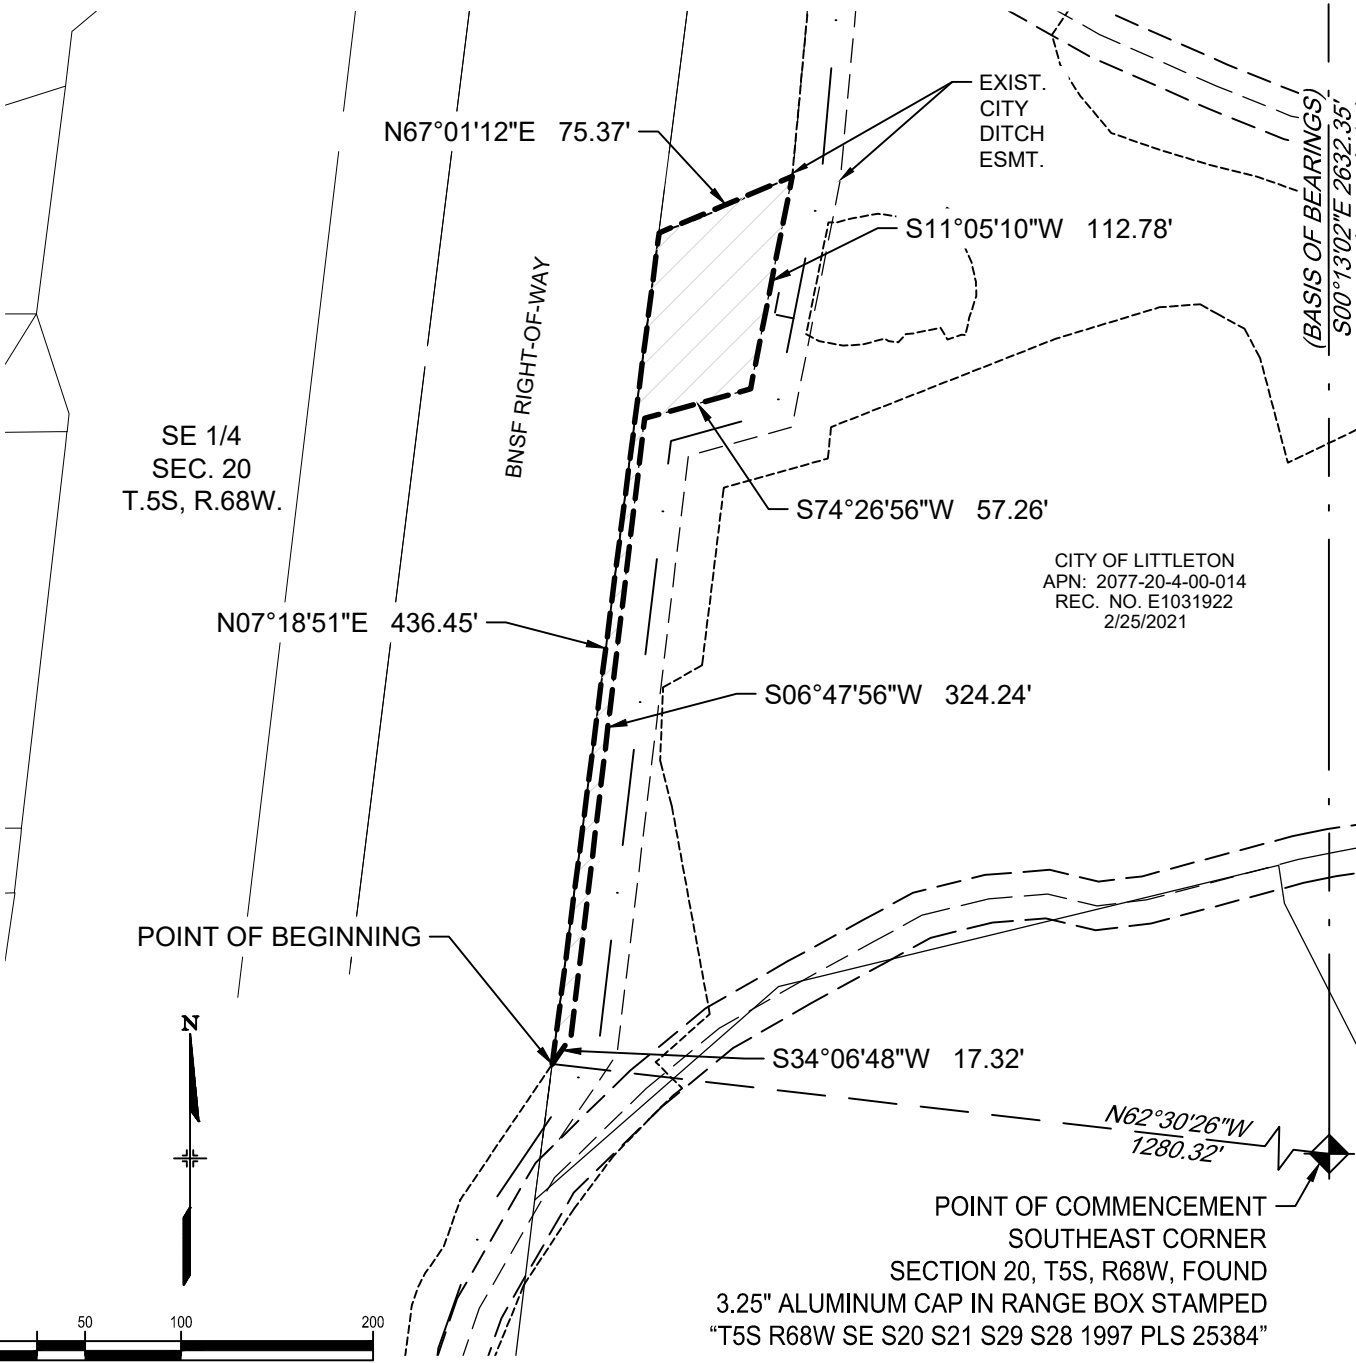 EXIST.
CITY
DITCH
ESMT.
N67°01'12"E 75.37'
(BASIS OF BEARINGS)
S00°13'02"E 2632.35'
S11°05'10"W 112.78'
BNSF RIGHT-OF-WAY
SE 1/4
SEC. 20
T.5S, R.68W.
S74°26'56"W 57.26'
CITY OF LITTLETON
APN: 2077-20-4-00-014
REC. NO. E1031922
2/25/2021
N07°18'51"E 436.45'
S06°47'56"W 324.24'
POINT OF BEGINNING
N
S34°06'48"W 17.32'
N62°30'26"W
1280.32'
POINT OF COMMENCEMENT
SOUTHEAST CORNER
SECTION 20, T5S, R68W, FOUND
3.25" ALUMINUM CAP IN RANGE BOX STAMPED
“T5S R68W SE S20 S21 S29 S28 1997 PLS 25384”
50 100 200